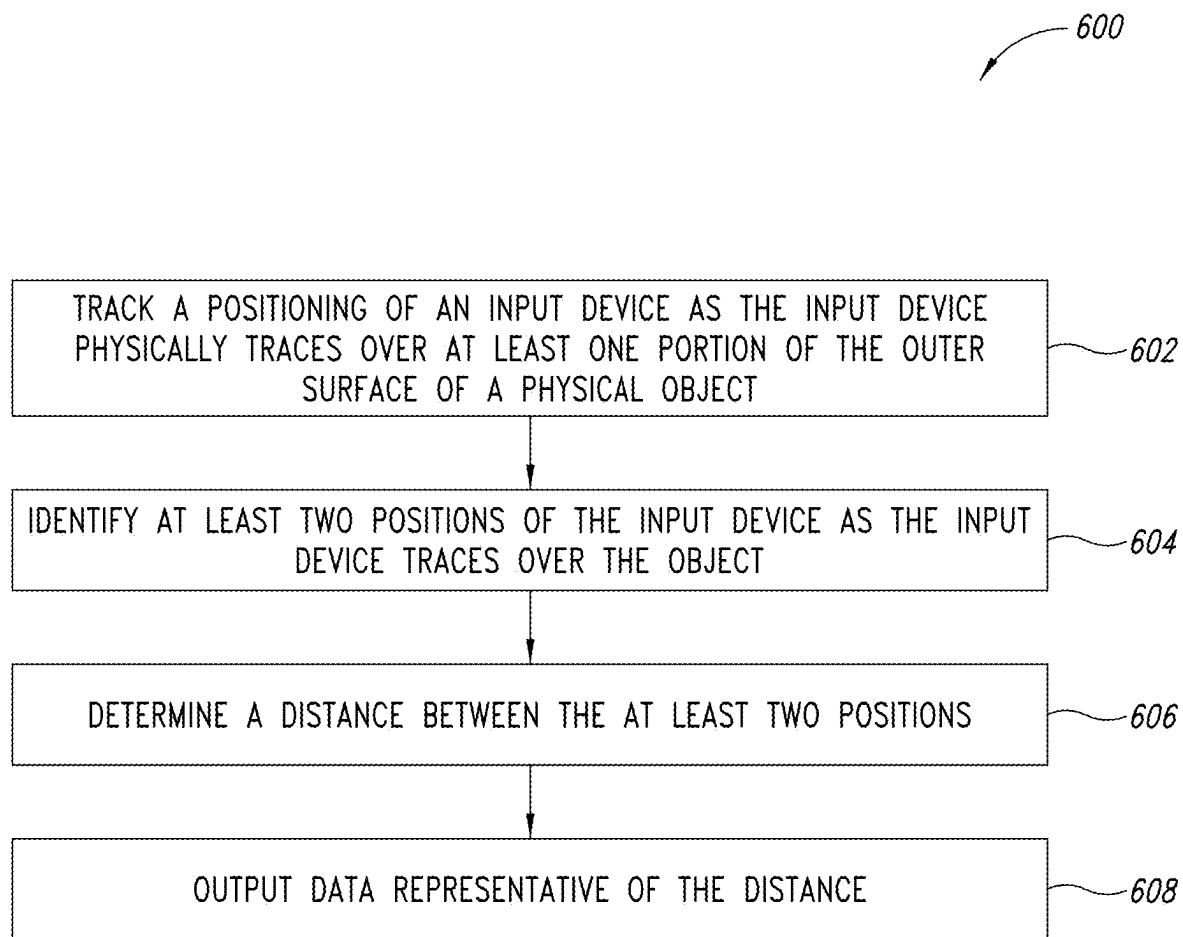 600
TRACK A POSITIONING OF AN INPUT DEVICE AS THE INPUT DEVICE
PHYSICALLY TRACES OVER AT LEAST ONE PORTION OF THE OUTER
SURFACE OF A PHYSICAL OBJECT
602
IDENTIFY AT LEAST TWO POSITIONS OF THE INPUT DEVICE AS THE INPUT
DEVICE TRACES OVER THE OBJECT
604
DETERMINE A DISTANCE BETWEEN THE AT LEAST TWO POSITIONS
606
OUTPUT DATA REPRESENTATIVE OF THE DISTANCE
608